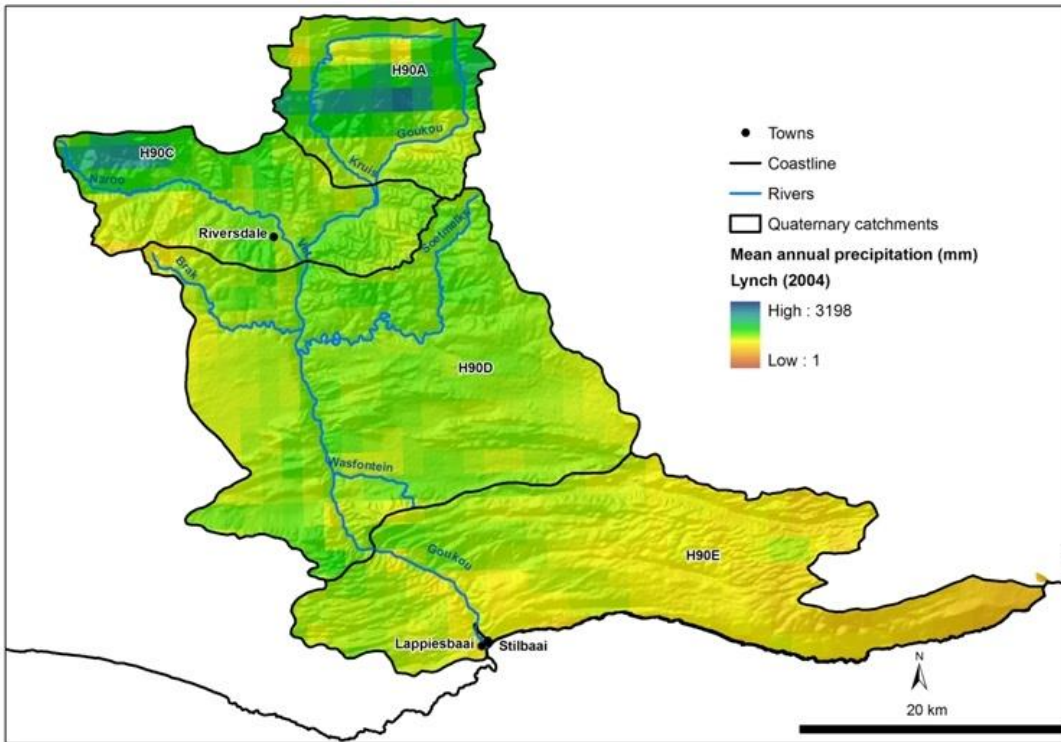 H90A
Goukou
Kruis
H90C
Naroo
Riversdale
Vet
Soetmelks
Brak
H90D
Wasfontein
Goukou
H90E
Lappiesbaai
Stilbaai
Towns
Coastline
Rivers
Quaternary catchments
Mean annual precipitation (mm)
Lynch (2004)
High : 3198
Low : 1
N
20 km